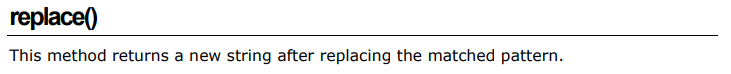 replace()
This method returns a new string after replacing the matched pattern.